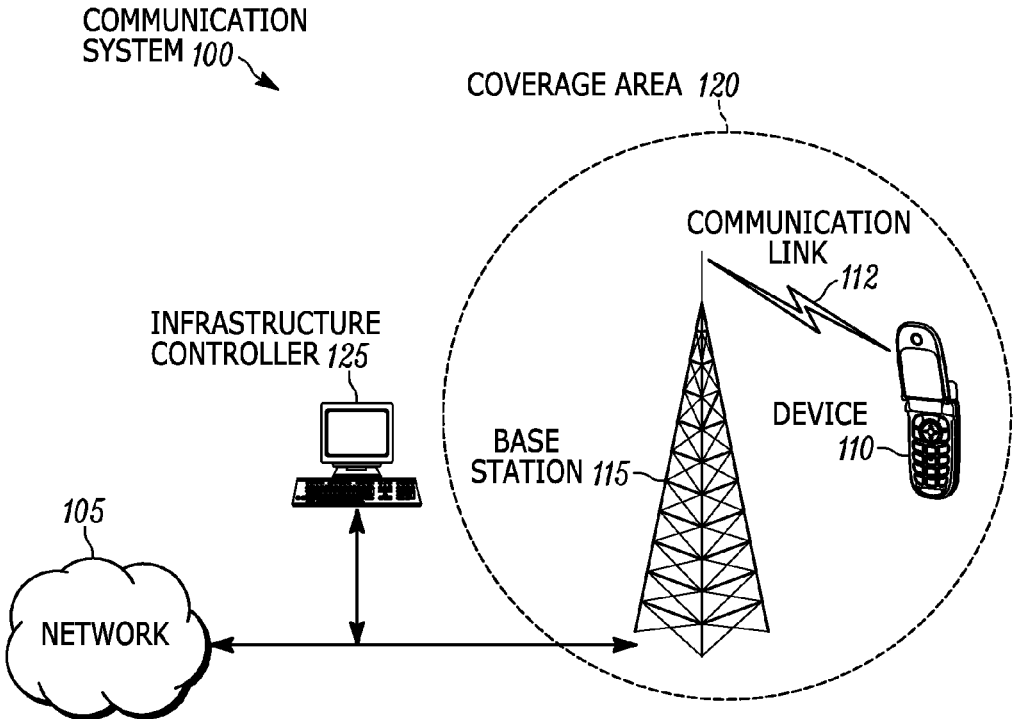 COMMUNICATION
SYSTEM 100
COVERAGE AREA 120
COMMUNICATION
LINK
112
INFRASTRUCTURE
CONTROLLER 125
DEVICE
110
BASE
STATION 115
105
NETWORK